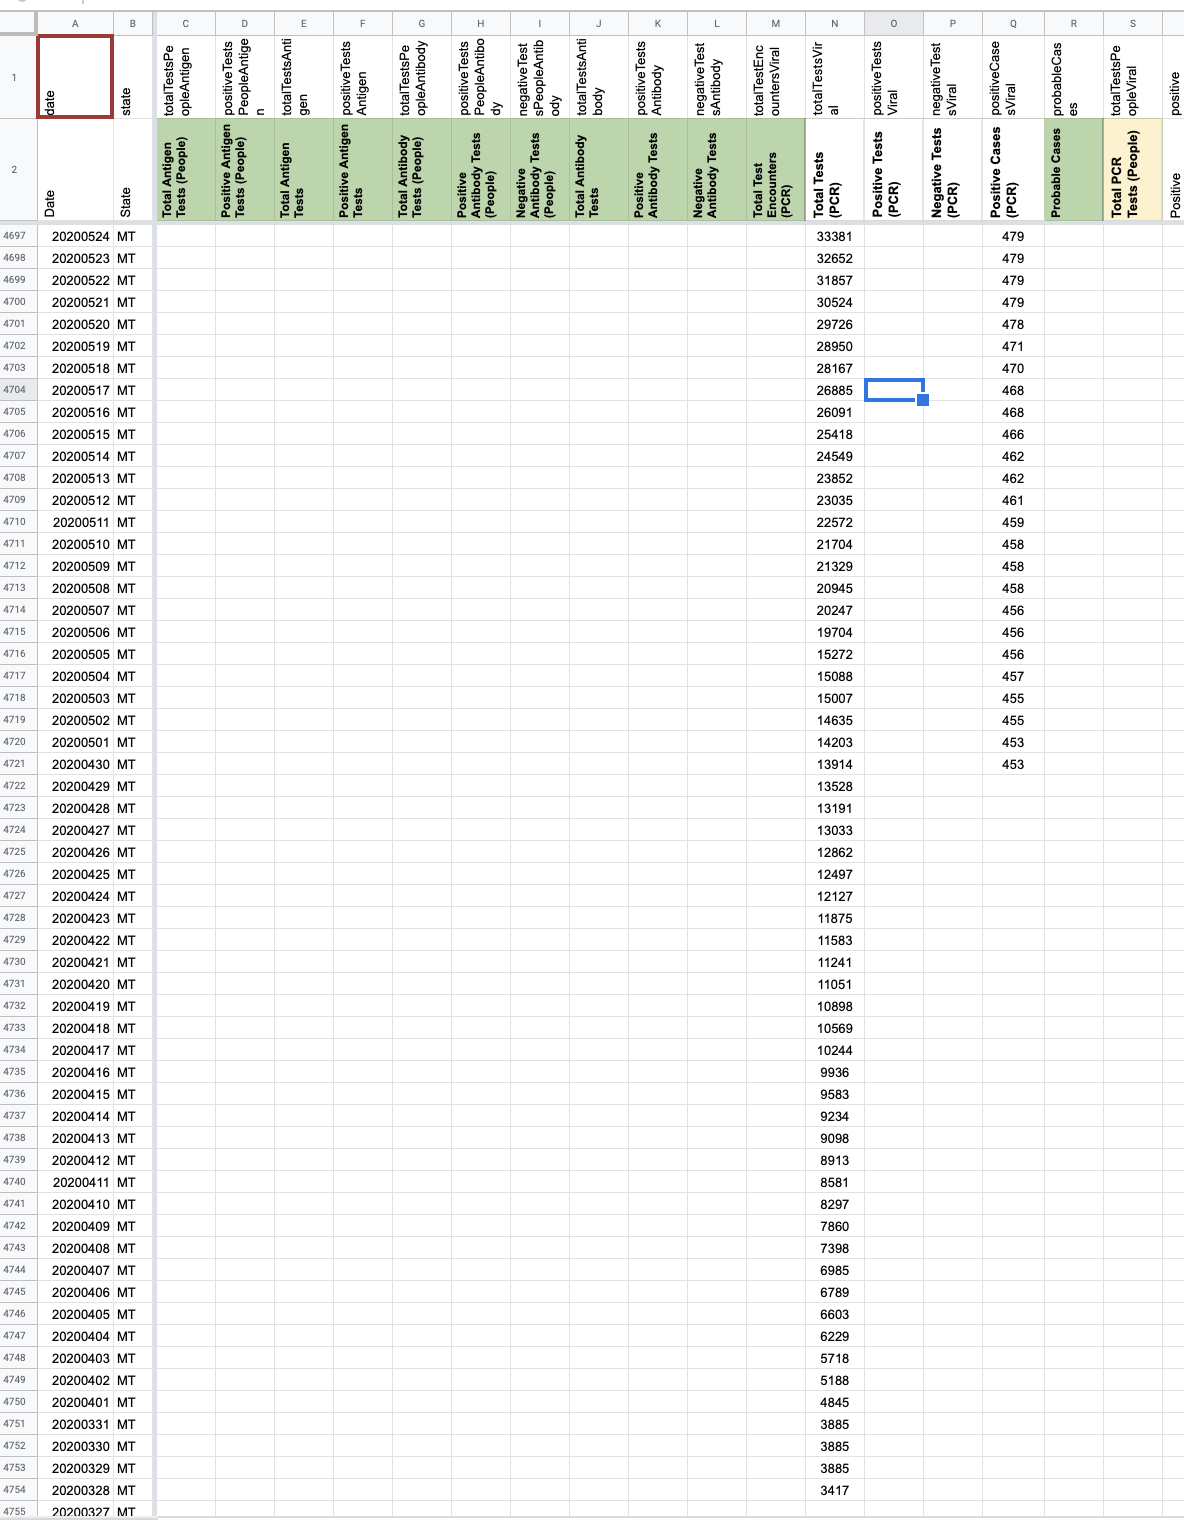 A B C D E F G H I J K L M N O P Q R S
1 date state totalTestsPeopleAntigen positiveTestsPeopleAntigen totalTestsAntigen positiveTestsAntigen totalTestsPeopleAntibody positiveTestsPeopleAntibody negativeTestsPeopleAntibody totalTestsAntibody positiveTestsAntibody negativeTestsAntibody totalTestEncountersViral totalTestsViral positiveTestsViral negativeTestsViral positiveCasesViral probableCases totalTestsPeopleViral positive
2 Date State Total Antigen Tests (People) Positive Antigen Tests (People) Total Antigen Tests Positive Antigen Tests Total Antibody Tests (People) Positive Antibody Tests (People) Negative Antibody Tests (People) Total Antibody Tests Positive Antibody Tests Negative Antibody Tests Total Test Encounters (PCR) Total Tests (PCR) Positive Tests (PCR) Negative Tests (PCR) Positive Cases (PCR) Probable Cases Total PCR Tests (People) Positive
4697 20200524 MT 33381 479
4698 20200523 MT 32652 479
4699 20200522 MT 31857 479
4700 20200521 MT 30524 479
4701 20200520 MT 29726 478
4702 20200519 MT 28950 471
4703 20200518 MT 28167 470
4704 20200517 MT 26885 468
4705 20200516 MT 26091 468
4706 20200515 MT 25418 466
4707 20200514 MT 24549 462
4708 20200513 MT 23852 462
4709 20200512 MT 23035 461
4710 20200511 MT 22572 459
4711 20200510 MT 21704 458
4712 20200509 MT 21329 458
4713 20200508 MT 20945 458
4714 20200507 MT 20247 456
4715 20200506 MT 19704 456
4716 20200505 MT 15272 456
4717 20200504 MT 15088 457
4718 20200503 MT 15007 455
4719 20200502 MT 14635 455
4720 20200501 MT 14203 453
4721 20200430 MT 13914 453
4722 20200429 MT 13528
4723 20200428 MT 13191
4724 20200427 MT 13033
4725 20200426 MT 12862
4726 20200425 MT 12497
4727 20200424 MT 12127
4728 20200423 MT 11875
4729 20200422 MT 11583
4730 20200421 MT 11241
4731 20200420 MT 11051
4732 20200419 MT 10898
4733 20200418 MT 10569
4734 20200417 MT 10244
4735 20200416 MT 9936
4736 20200415 MT 9583
4737 20200414 MT 9234
4738 20200413 MT 9098
4739 20200412 MT 8913
4740 20200411 MT 8581
4741 20200410 MT 8297
4742 20200409 MT 7860
4743 20200408 MT 7398
4744 20200407 MT 6985
4745 20200406 MT 6789
4746 20200405 MT 6603
4747 20200404 MT 6229
4748 20200403 MT 5718
4749 20200402 MT 5188
4750 20200401 MT 4845
4751 20200331 MT 3885
4752 20200330 MT 3885
4753 20200329 MT 3885
4754 20200328 MT 3417
4755 20200327 MT